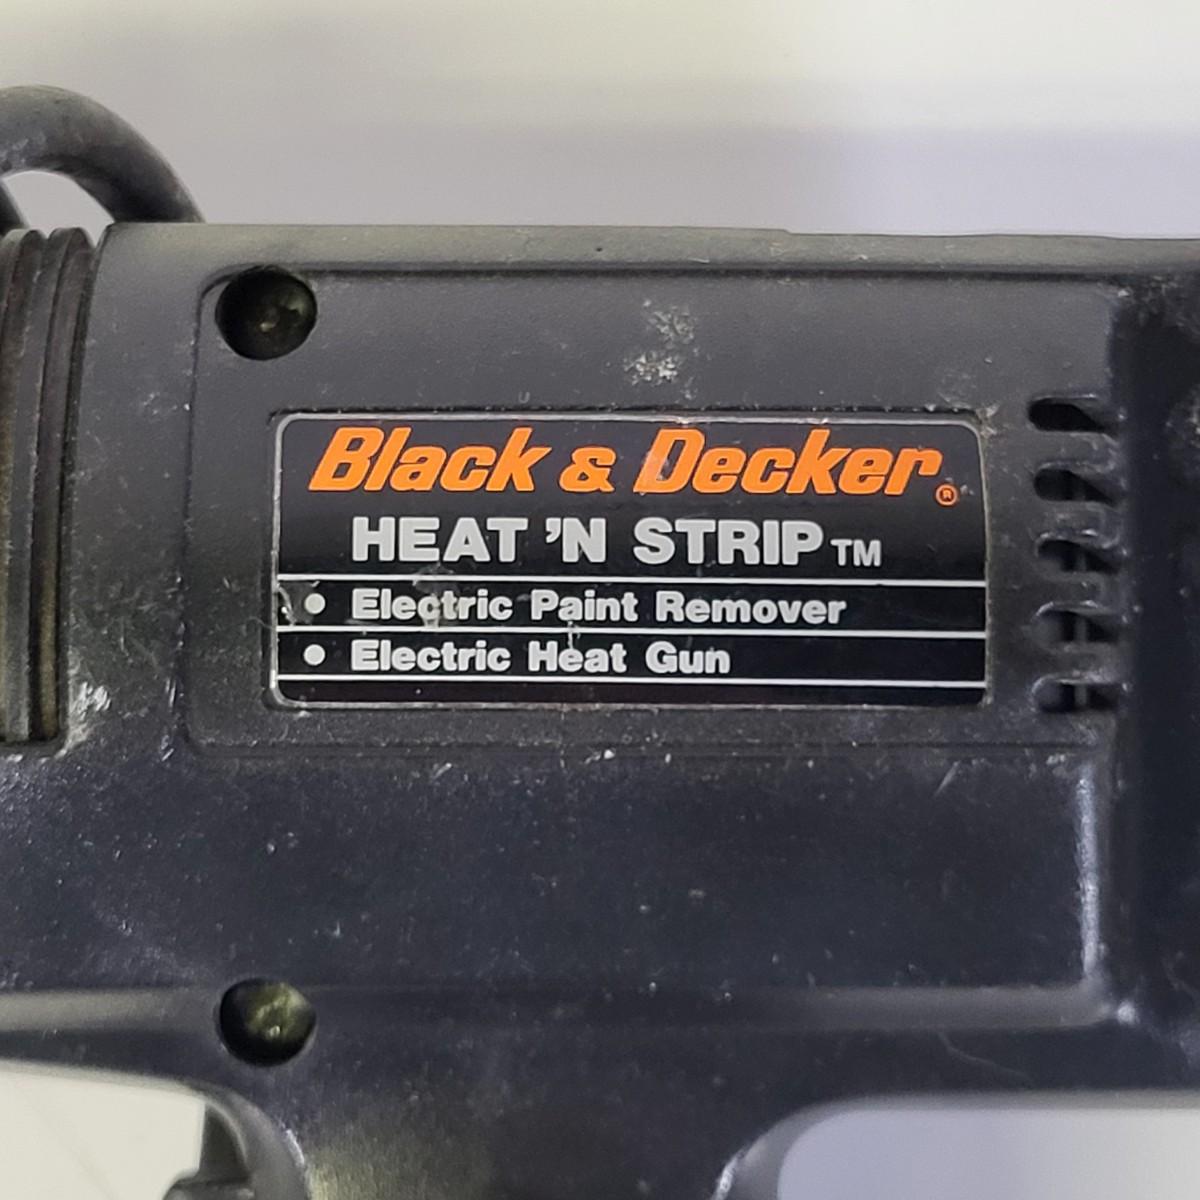 Black & Decker®
HEAT 'N STRIP™
• Electric Paint Remover
• Electric Heat Gun